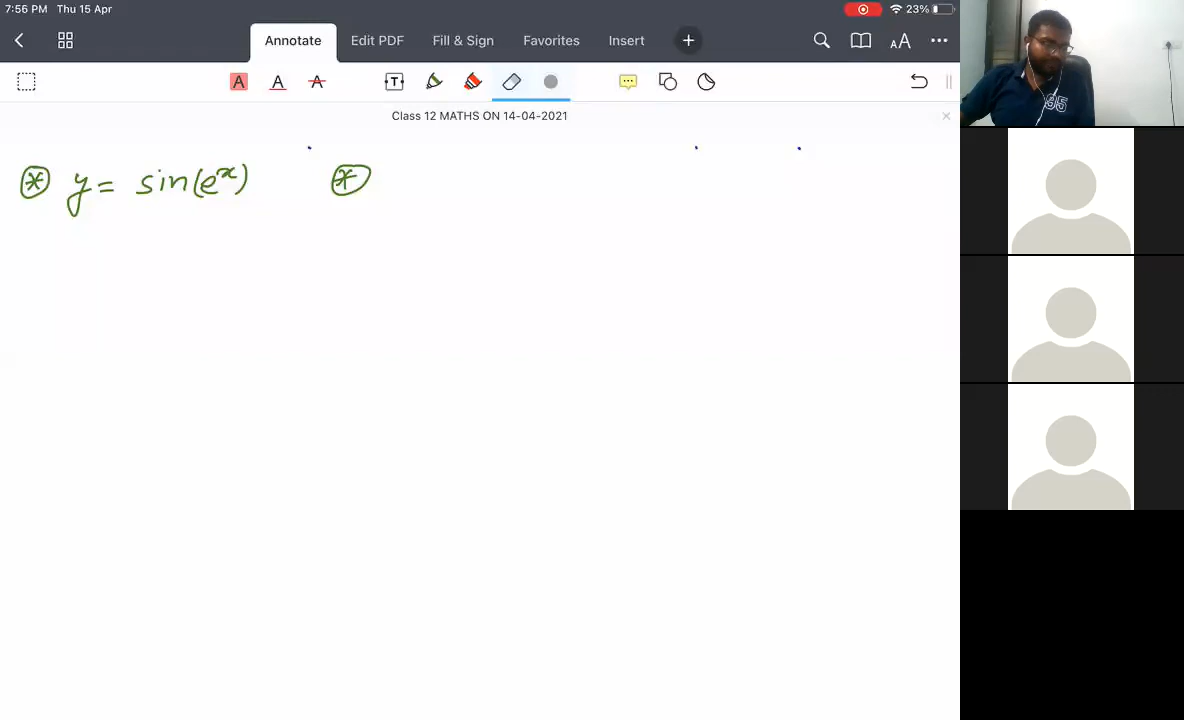 7:56 PM Thu 15 Apr 23%
Annotate Edit PDF Fill & Sign Favorites Insert
Class 12 MATHS ON 14-04-2021
* y = sin(eˣ) *
95